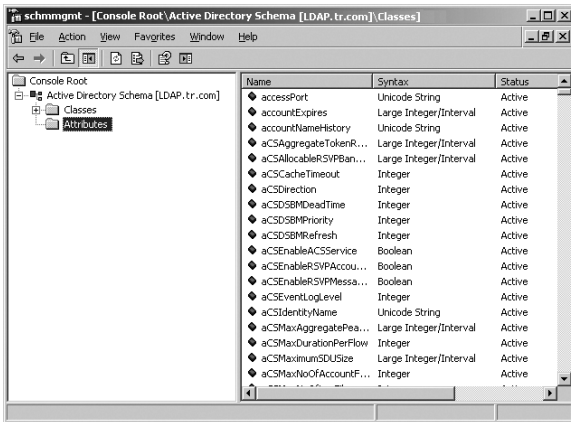 schmmgmt - [Console Root\Active Directory Schema [LDAP.tr.com]\Classes]
File Action View Favorites Window Help
Console Root
Active Directory Schema [LDAP.tr.com]
Classes
Attributes
Name Syntax Status
accessPort Unicode String Active
accountExpires Large Integer/Interval Active
accountNameHistory Unicode String Active
aCSAggregateTokenR... Large Integer/Interval Active
aCSAllocableRSVPBan... Large Integer/Interval Active
aCSCacheTimeout Integer Active
aCSDirection Integer Active
aCSDSBMDeadTime Integer Active
aCSDSBMPriority Integer Active
aCSDSBMRefresh Integer Active
aCSEnableACSService Boolean Active
aCSEnableRSVPAccou... Boolean Active
aCSEnableRSVPMessa... Boolean Active
aCSEventLogLevel Integer Active
aCSIdentityName Unicode String Active
aCSMaxAggregatePea... Large Integer/Interval Active
aCSMaxDurationPerFlow Integer Active
aCSMaximumSDUSize Large Integer/Interval Active
aCSMaxNoOfAccountF... Integer Active